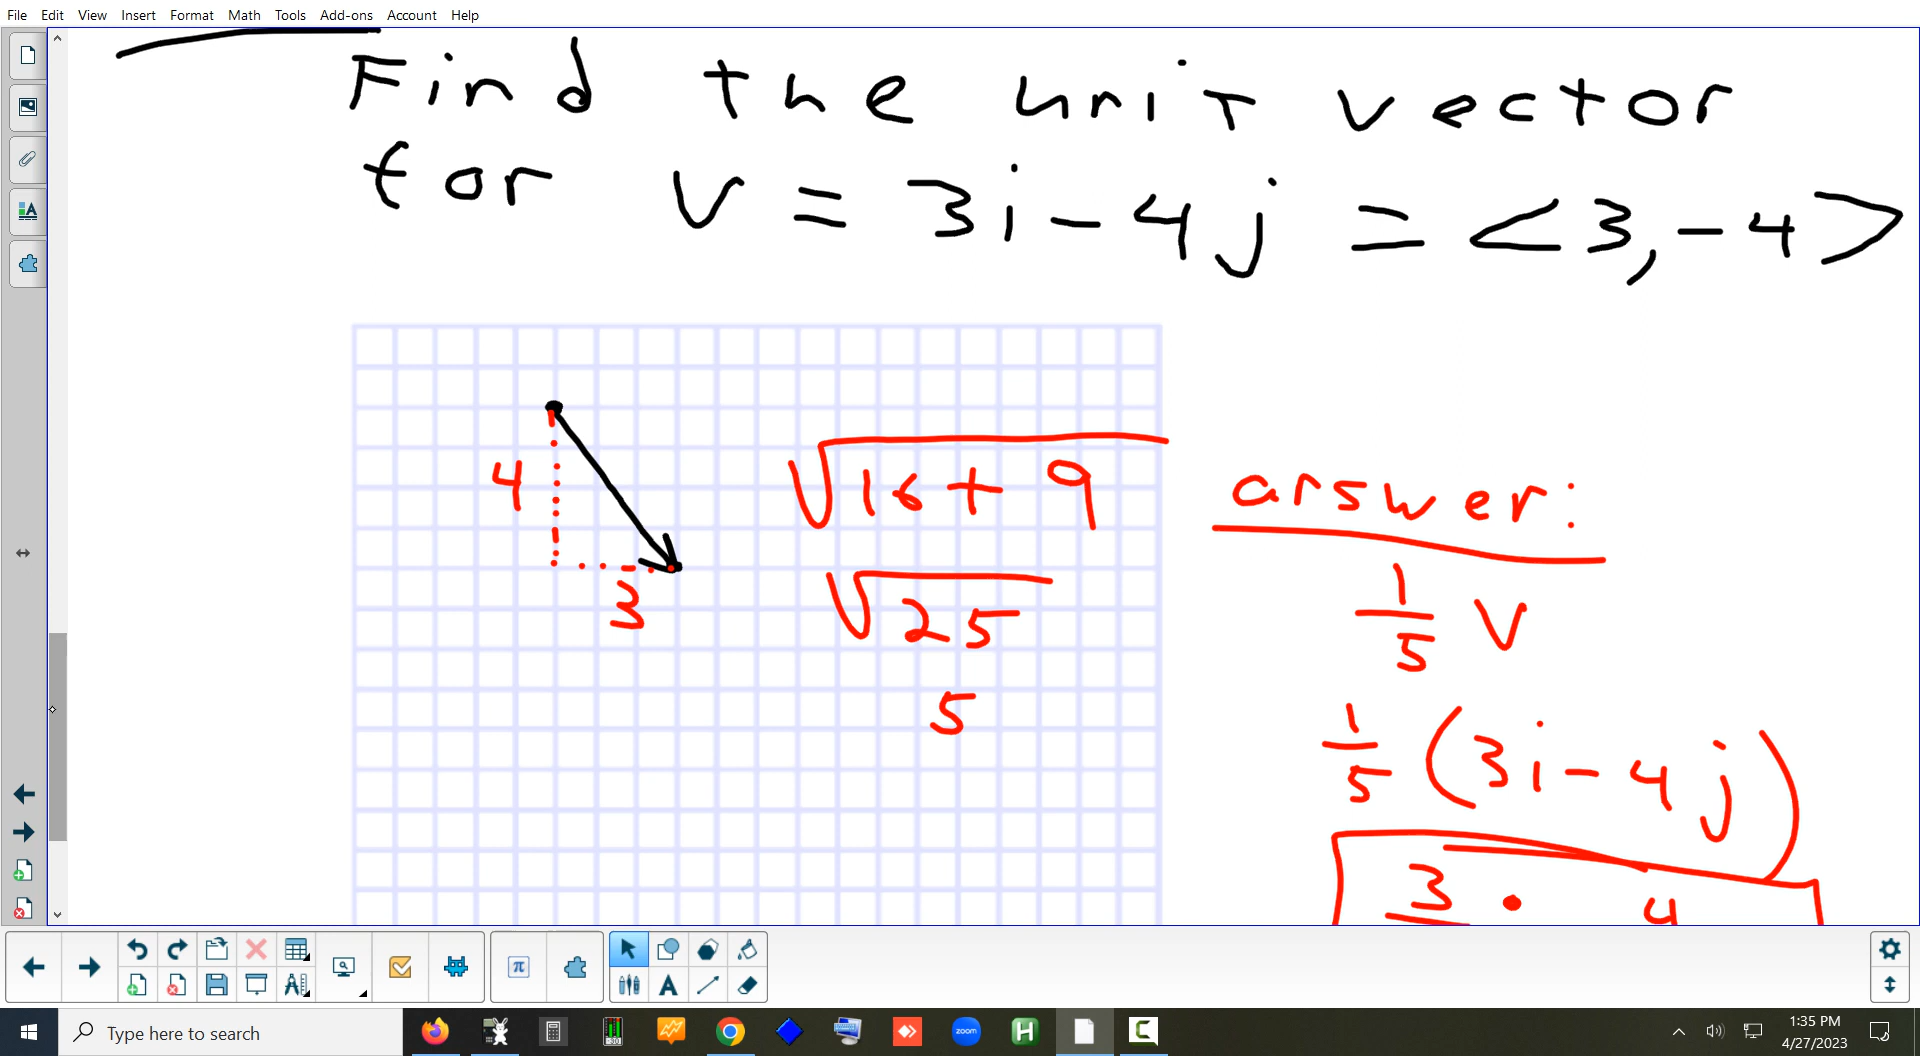 File Edit View Insert Format Math Tools Add-ons Account Help
Find the unit vector
for v = 3i - 4j = <3, -4>
4
3
√16 + 9
√25
5
answer:
1/5 v
1/5 (3i - 4j)
3 i 4
π
A
Type here to search
zoom
H
C
1:35 PM
4/27/2023